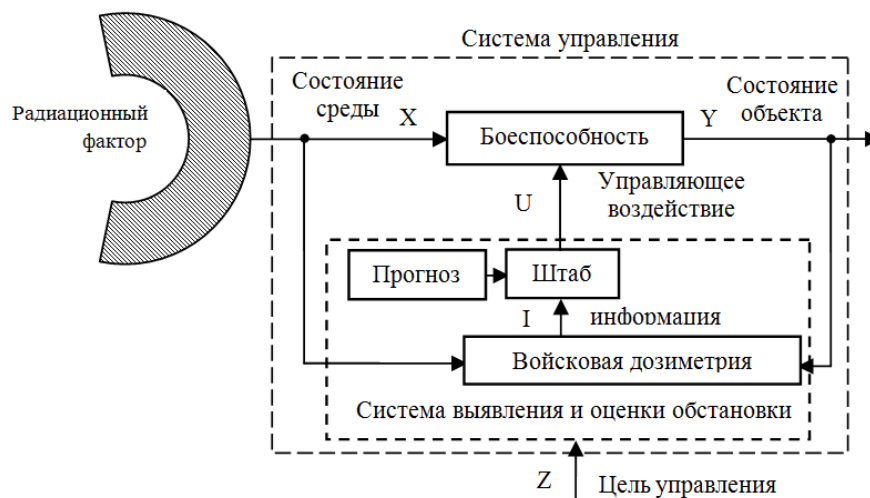 Система управления
Радиационный
фактор
Состояние
среды
X
Боеспособность
Y
Состояние
объекта
U
Управляющее
воздействие
Прогноз
Штаб
I
информация
Войсковая дозиметрия
Система выявления и оценки обстановки
Z
Цель управления